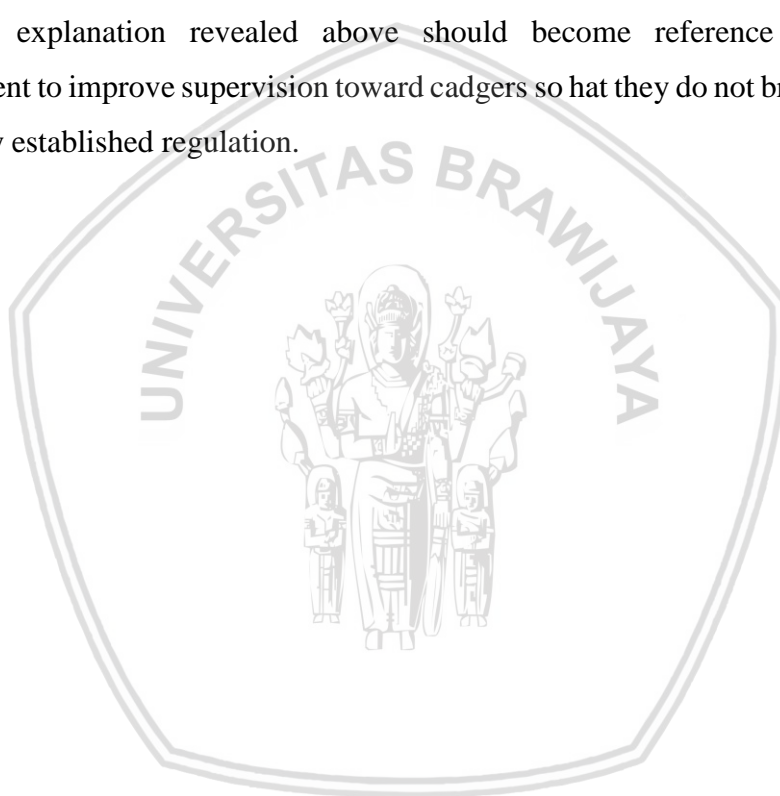 explanation revealed above should become reference
ent to improve supervision toward cadgers so hat they do not br
established regulation.
UNIVERSITAS BRAWIJAYA